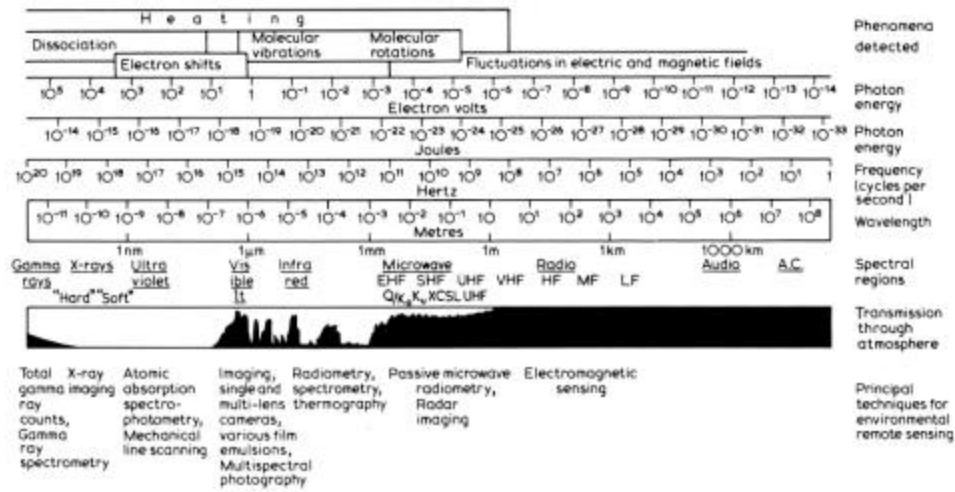 Heating
Phenomena
detected
Dissociation
Molecular
vibrations
Molecular
rotations
Electron shifts
Fluctuations in electric and magnetic fields
10⁵ 10⁴ 10³ 10² 10¹ 1 10⁻¹ 10⁻² 10⁻³ 10⁻⁴ 10⁻⁵ 10⁻⁶ 10⁻⁷ 10⁻⁸ 10⁻⁹ 10⁻¹⁰ 10⁻¹¹ 10⁻¹² 10⁻¹³ 10⁻¹⁴
Electron volts
Photon
energy
10⁻¹⁴ 10⁻¹⁵ 10⁻¹⁶ 10⁻¹⁷ 10⁻¹⁸ 10⁻¹⁹ 10⁻²⁰ 10⁻²¹ 10⁻²² 10⁻²³ 10⁻²⁴ 10⁻²⁵ 10⁻²⁶ 10⁻²⁷ 10⁻²⁸ 10⁻²⁹ 10⁻³⁰ 10⁻³¹ 10⁻³² 10⁻³³
Joules
Photon
energy
10²⁰ 10¹⁹ 10¹⁸ 10¹⁷ 10¹⁶ 10¹⁵ 10¹⁴ 10¹³ 10¹² 10¹¹ 10¹⁰ 10⁹ 10⁸ 10⁷ 10⁶ 10⁵ 10⁴ 10³ 10² 10¹ 1
Hertz
Frequency
(cycles per
second)
10⁻¹¹ 10⁻¹⁰ 10⁻⁹ 10⁻⁸ 10⁻⁷ 10⁻⁶ 10⁻⁵ 10⁻⁴ 10⁻³ 10⁻² 10⁻¹ 10 10¹ 10² 10³ 10⁴ 10⁵ 10⁶ 10⁷ 10⁸
Metres
Wavelength
1nm 1μm 1mm 1m 1km 1000km
Gamma
rays
X-rays
Ultra
violet
Vis
ible
lt
Infra
red
Microwave
Radio
Audio
A.C.
Spectral
regions
EHF SHF UHF VHF HF MF LF
"Hard" "Soft"
XCSL UHF
Transmission
through
atmosphere
Total
gamma
ray
counts,
Gamma
ray
spectrometry
X-ray
imaging
Atomic
absorption
spectro-
photometry,
Mechanical
line scanning
Imaging,
single and
multi-lens
cameras,
various film
emulsions,
Multispectral
photography
Radiometry,
spectrometry,
thermography
Passive microwave
radiometry,
Radar
imaging
Electromagnetic
sensing
Principal
techniques for
environmental
remote sensing